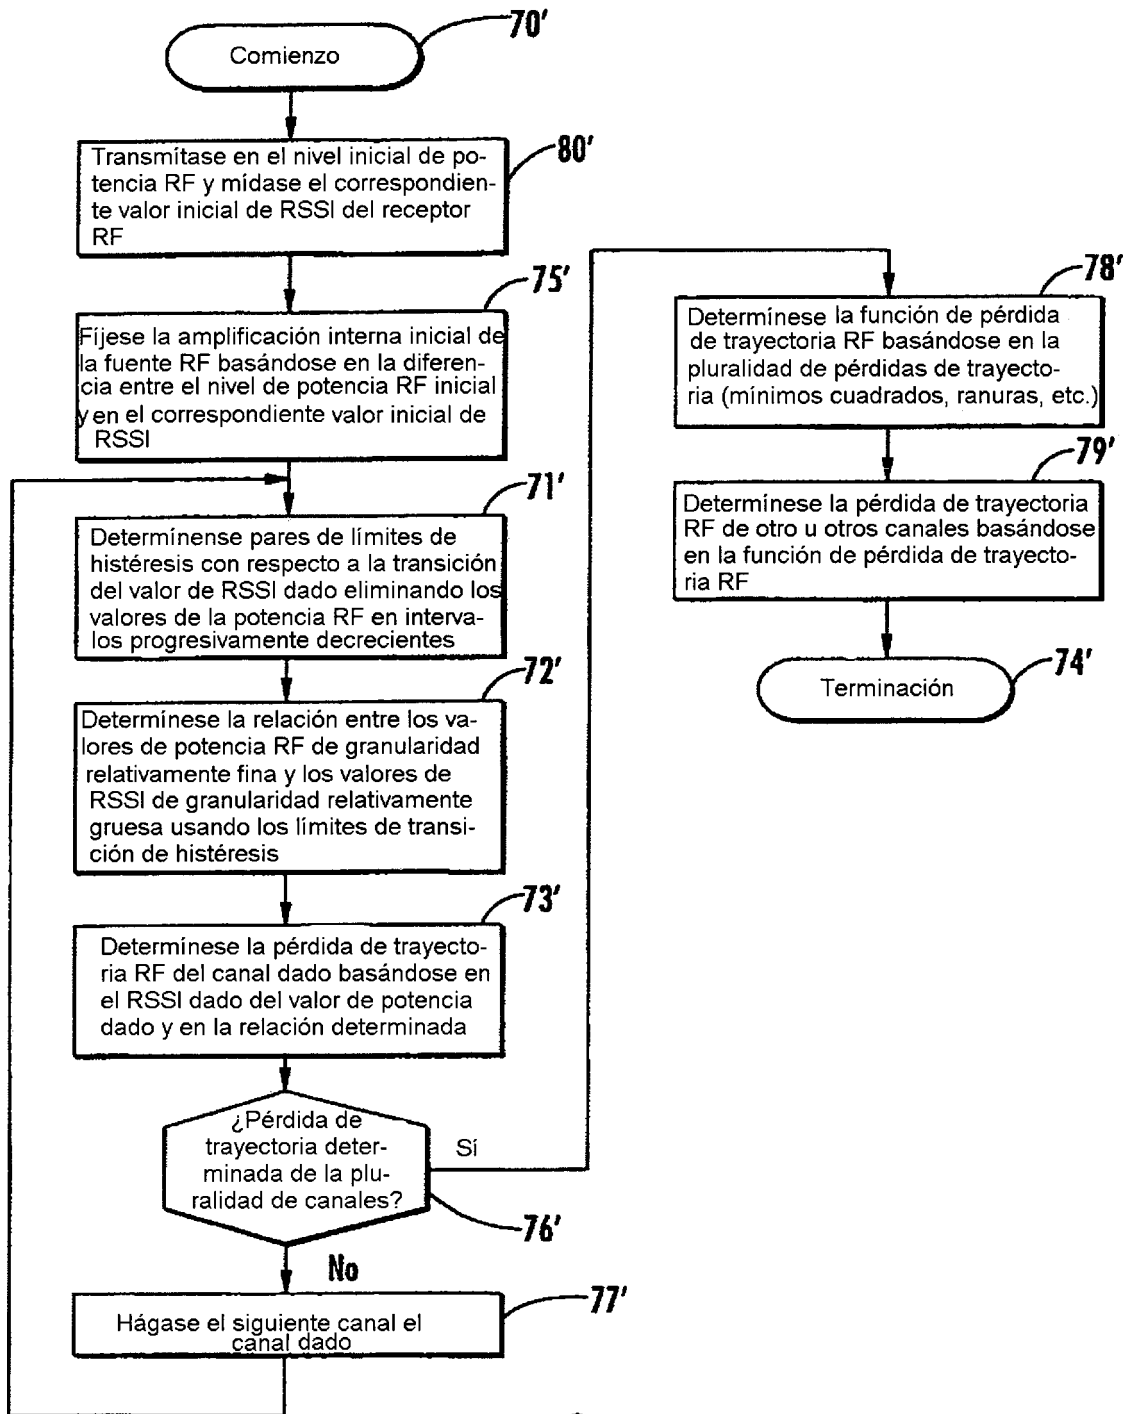 70'
Comienzo
80'
Transmítase en el nivel inicial de po-
tencia RF y mídase el correspondien-
te valor inicial de RSSI del receptor
RF
75'
Fíjese la amplificación interna inicial de
la fuente RF basándose en la diferen-
cia entre el nivel de potencia RF inicial
y en el correspondiente valor inicial de
RSSI
71'
Determínense pares de límites de
histéresis con respecto a la transición
del valor de RSSI dado eliminando los
valores de la potencia RF en interva-
los progresivamente decrecientes
72'
Determínese la relación entre los va-
lores de potencia RF de granularidad
relativamente fina y los valores de
RSSI de granularidad relativamente
gruesa usando los límites de transi-
ción de histéresis
73'
Determínese la pérdida de trayecto-
ria RF del canal dado basándose en
el RSSI dado del valor de potencia
dado y en la relación determinada
¿Pérdida de
trayectoria deter-
minada de la plu-
ralidad de canales?
Sí
76'
No
77'
Hágase el siguiente canal el
canal dado
78'
Determínese la función de pérdida
de trayectoria RF basándose en la
pluralidad de pérdidas de trayecto-
ria (mínimos cuadrados, ranuras, etc.)
79'
Determínese la pérdida de trayectoria
RF de otro u otros canales basándose
en la función de pérdida de trayecto-
ria RF
74'
Terminación